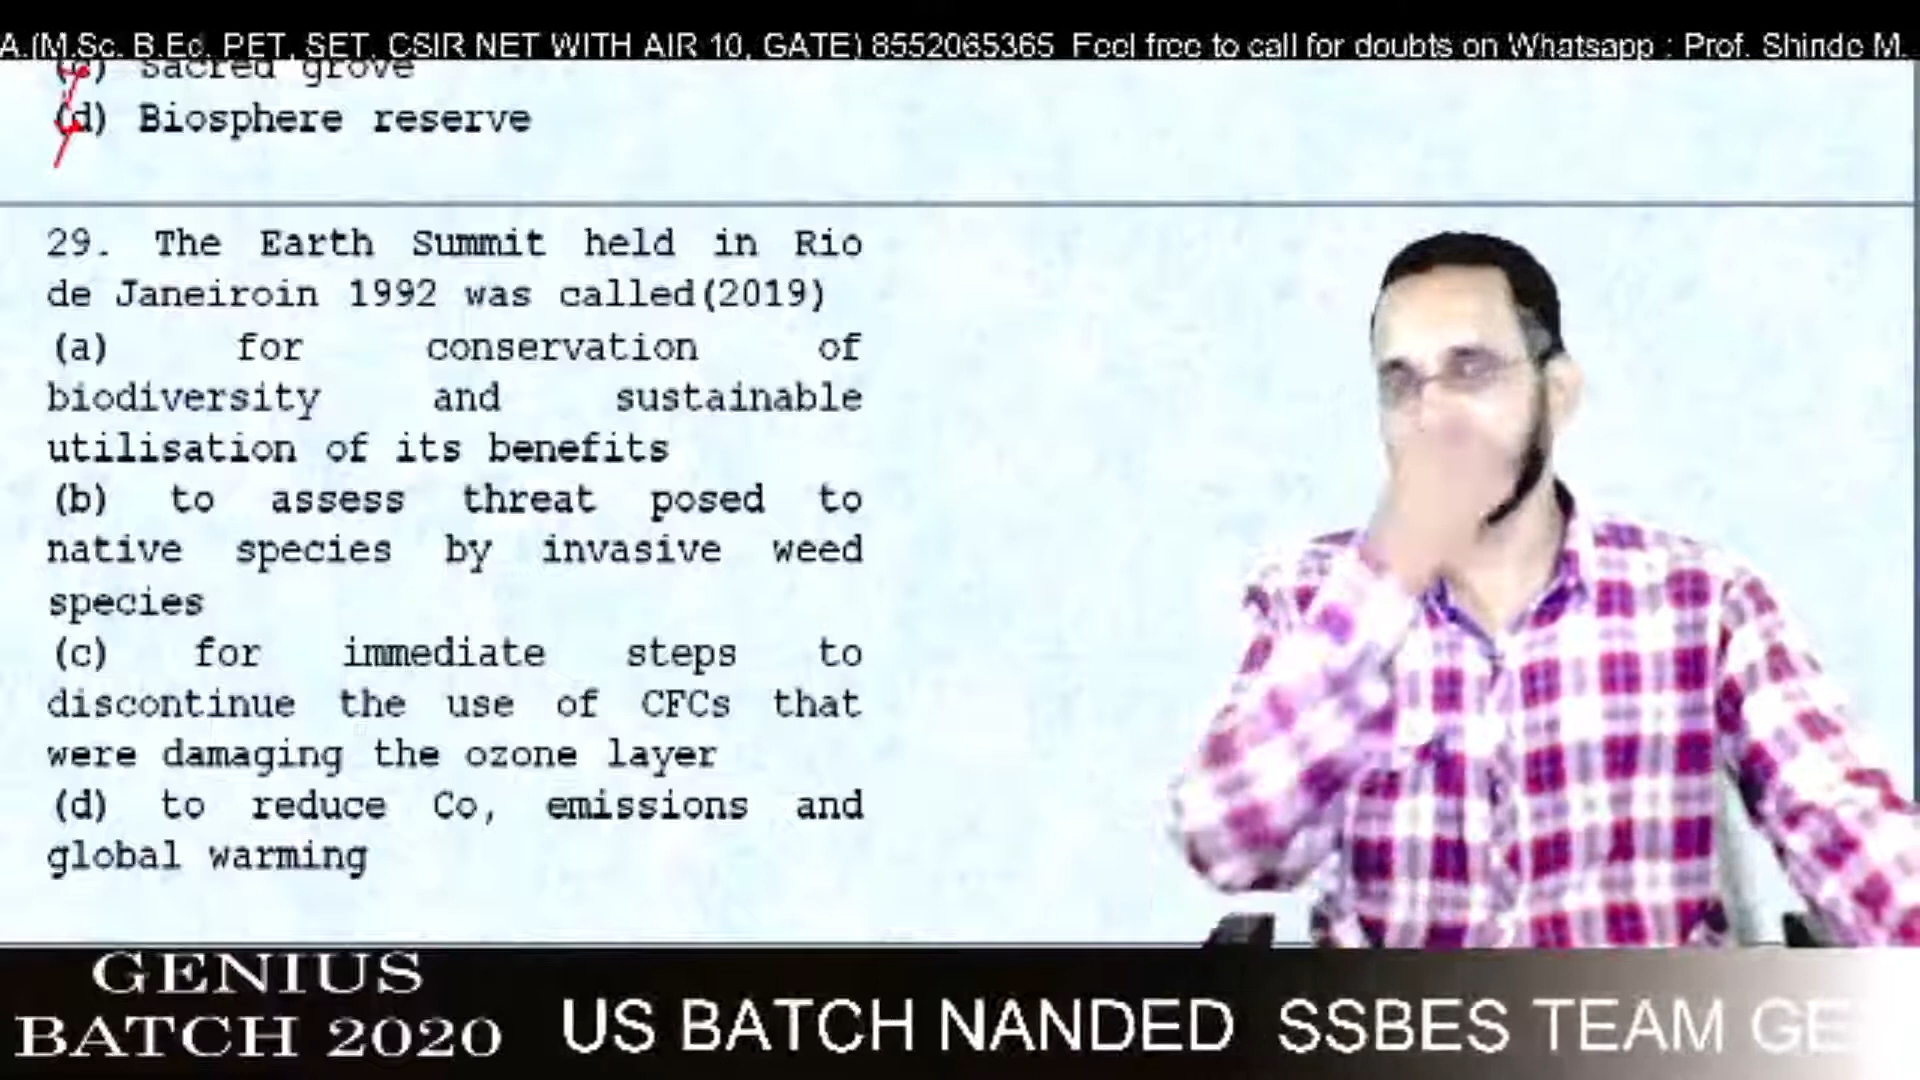 A.(M.Sc. B.Ed. PET, SET, CSIR NET WITH AIR 10, GATE) 8552065365 Feel free to call for doubts on Whatsapp : Prof. Shinde M.
(c) Sacred grove
(d) Biosphere reserve
29. The Earth Summit held in Rio
de Janeiroin 1992 was called(2019)
(a) for conservation of
biodiversity and sustainable
utilisation of its benefits
(b) to assess threat posed to
native species by invasive weed
species
(c) for immediate steps to
discontinue the use of CFCs that
were damaging the ozone layer
(d) to reduce Co, emissions and
global warming
GENIUS
BATCH 2020
US BATCH NANDED SSBES TEAM GE